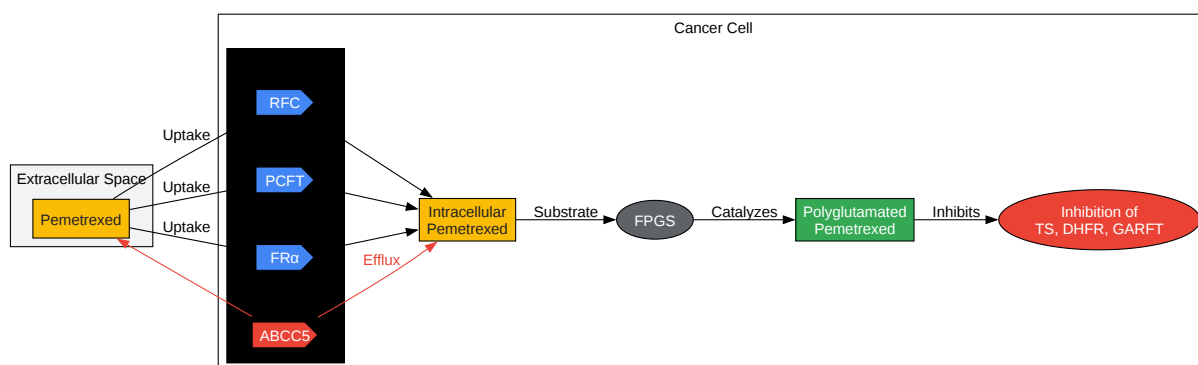 Cancer Cell
RFC
Uptake
Extracellular Space
Pemetrexed
Uptake
PCFT
Uptake
FRα
Efflux
ABCC5
Intracellular
Pemetrexed
Substrate
FPGS
Catalyzes
Polyglutamated
Pemetrexed
Inhibits
Inhibition of
TS, DHFR, GARFT